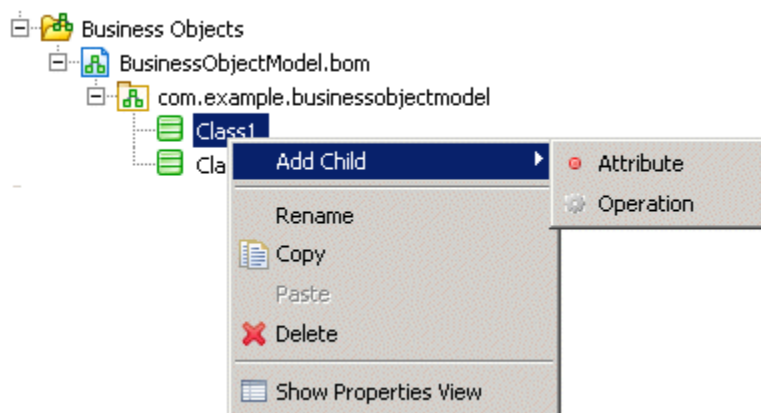 Business Objects
BusinessObjectModel.bom
com.example.businessobjectmodel
Class1
Cla
Add Child
Attribute
Operation
Rename
Copy
Paste
Delete
Show Properties View